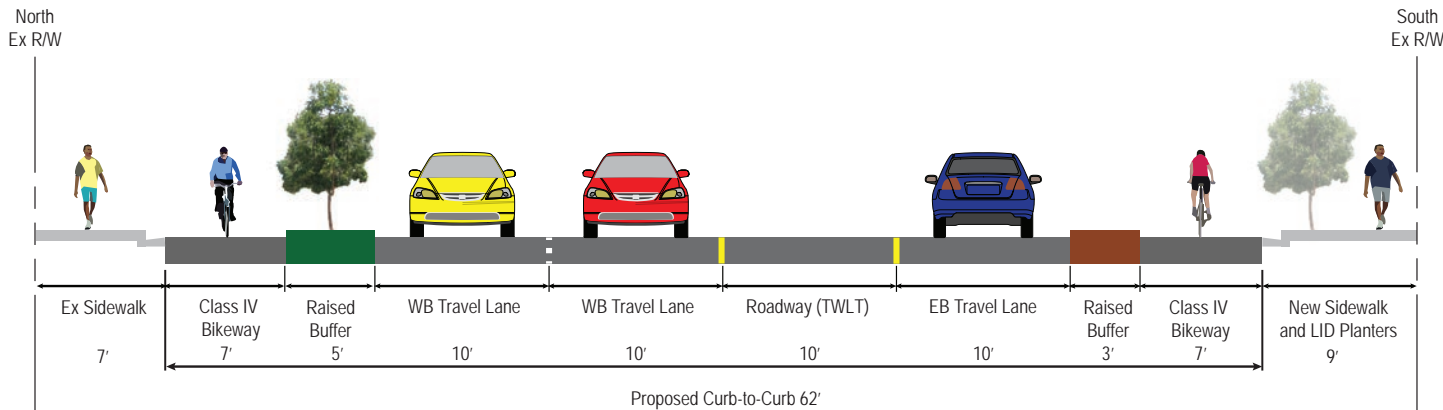 North
Ex R/W
South
Ex R/W
Ex Sidewalk
7'
Class IV
Bikeway
7'
Raised
Buffer
5'
WB Travel Lane
10'
WB Travel Lane
10'
Roadway (TWLT)
10'
EB Travel Lane
10'
Raised
Buffer
3'
Class IV
Bikeway
7'
New Sidewalk
and LID Planters
9'
Proposed Curb-to-Curb 62'